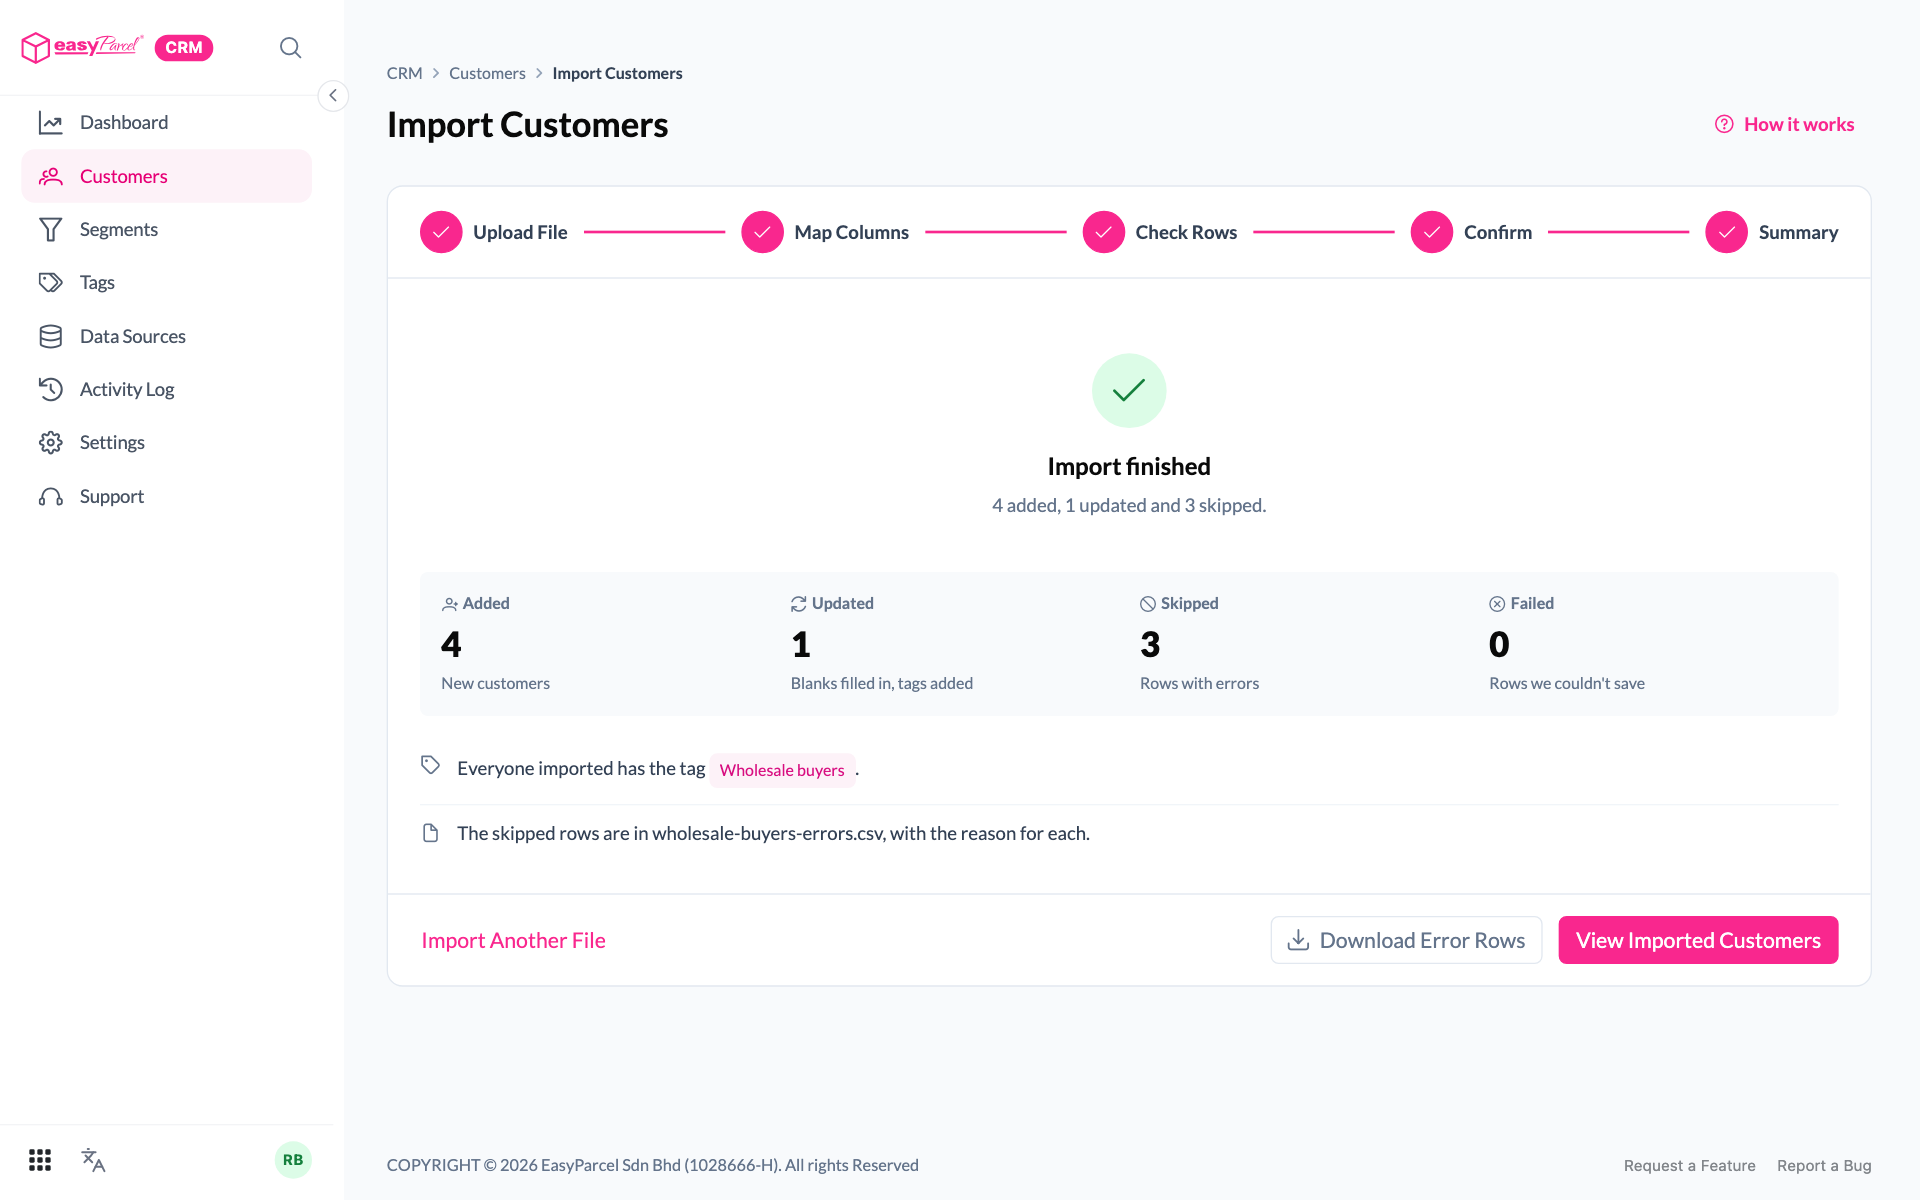 easyParcel CRM
Dashboard
Customers
Segments
Tags
Data Sources
Activity Log
Settings
Support
RB
CRM > Customers > Import Customers
Import Customers
How it works
Upload File
Map Columns
Check Rows
Confirm
Summary
Import finished
4 added, 1 updated and 3 skipped.
Added
4
New customers
Updated
1
Blanks filled in, tags added
Skipped
3
Rows with errors
Failed
0
Rows we couldn't save
Everyone imported has the tag Wholesale buyers.
The skipped rows are in wholesale-buyers-errors.csv, with the reason for each.
Import Another File
Download Error Rows
View Imported Customers
COPYRIGHT © 2026 EasyParcel Sdn Bhd (1028666-H). All rights Reserved
Request a Feature
Report a Bug